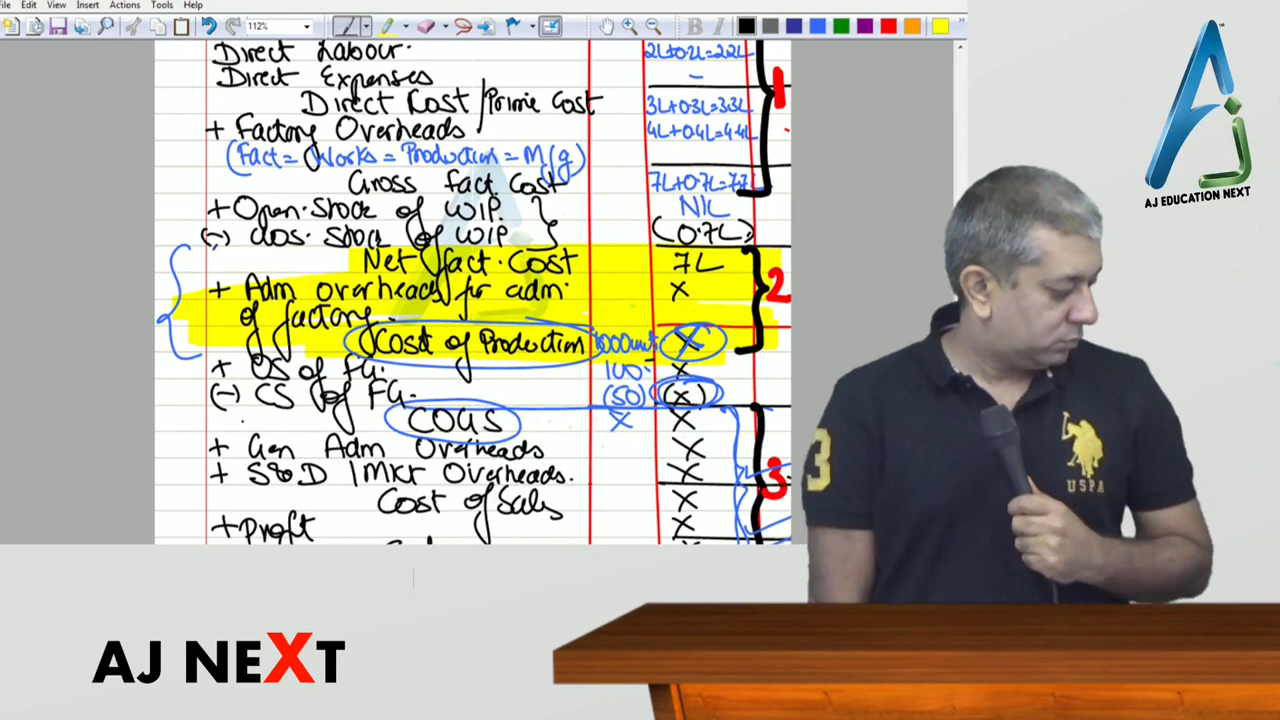 File Edit View Insert Actions Tools Help
112%
Direct Labour. 2L+0.2L=2.2L
Direct Expenses -
Direct Cost / Prime Cost 3L+0.3L=3.3L
1
+ Factory Overheads 4L+0.4L=4.4L
(Fact = Works = Production = Mfg)
Gross fact. Cost 7L+0.7L=7.7L
+ Open. Stock of WIP. NIL
(-) Clos. Stock of WIP (0.7L)
Net fact. Cost 7L
+ Adm overheads for adm. X
2
of factory
Cost of Production 1000 units X
+ OS of FG. 100 X
(-) CS of FG. (50) (X)
COGS X X
+ Gen Adm Overheads X
+ S&D / Mkt Overheads. X
3
Cost of Sales X
+ Profit X
AJ EDUCATION NEXT
3
USPA
AJ NEXT